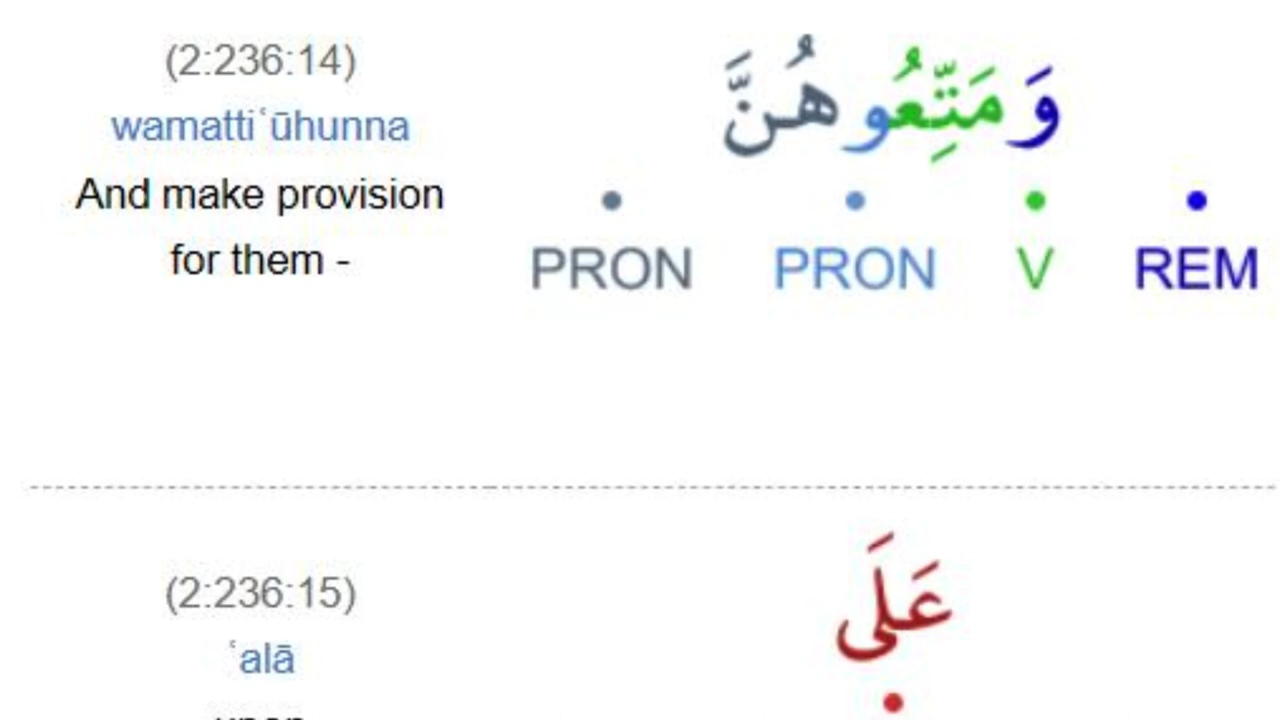 (2:236:14)
wamattiʿūhunna
And make provision
for them -
وَمَتِّعُوهُنَّ
PRON PRON V REM
(2:236:15)
ʿalā
عَلَى